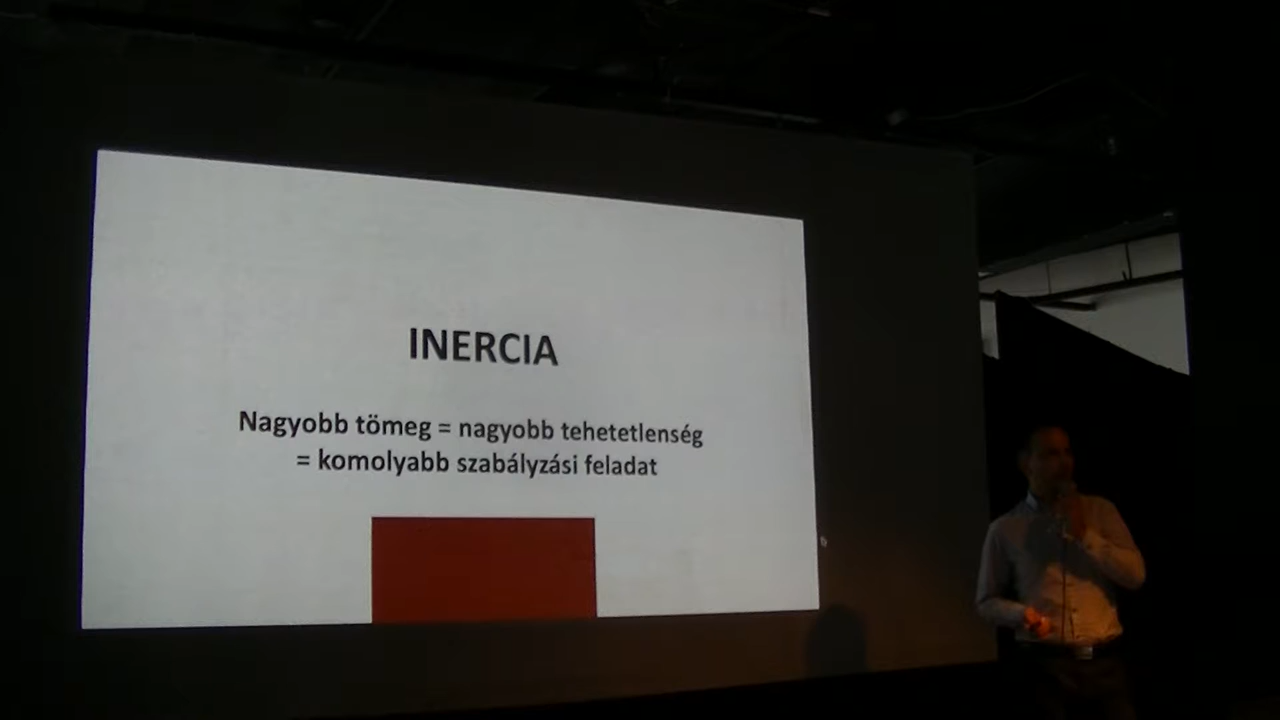 INERCIA
Nagyobb tömeg = nagyobb tehetetlenség
= komolyabb szabályzási feladat